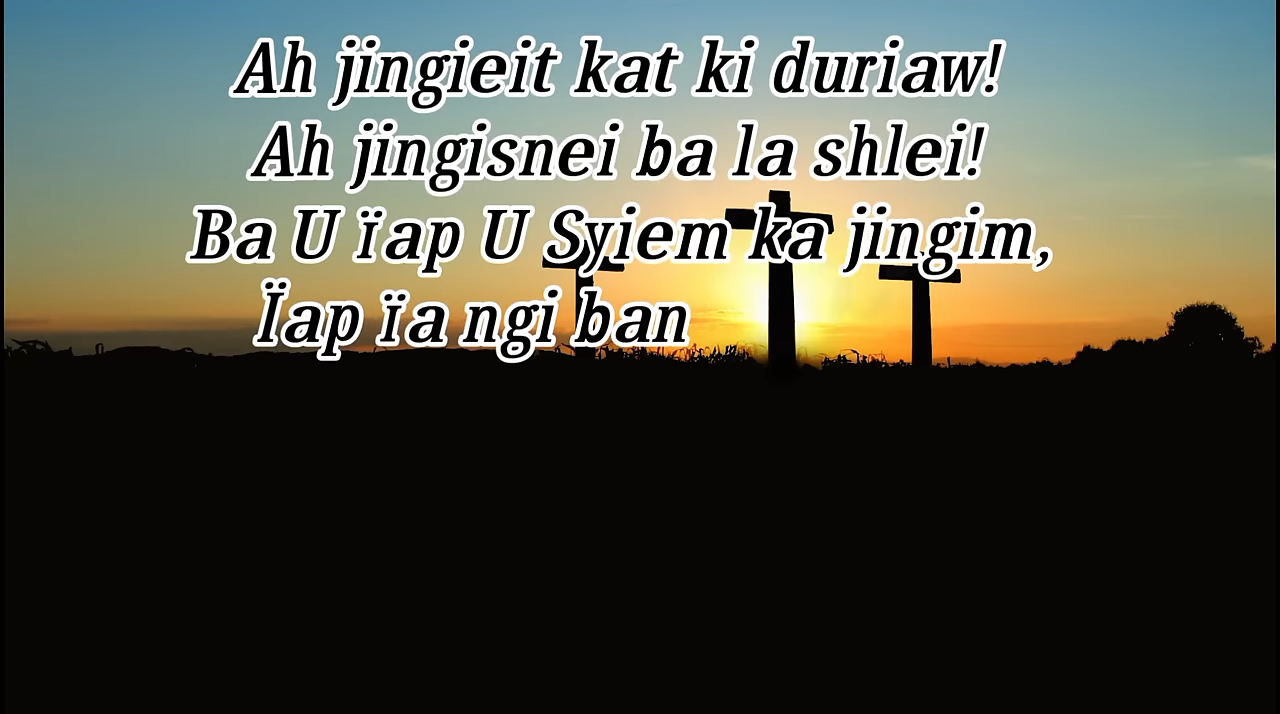 Ah jingieit kat ki duriaw!
Ah jingisnei ba la shlei!
Ba U ïap U Syiem ka jingim,
Ïap ïa ngi ban